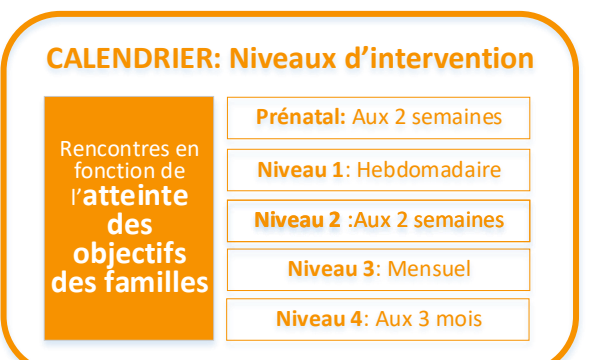 CALENDRIER: Niveaux d’intervention
Rencontres en
fonction de
l’atteinte
des
objectifs
des familles
Prénatal: Aux 2 semaines
Niveau 1: Hebdomadaire
Niveau 2 :Aux 2 semaines
Niveau 3: Mensuel
Niveau 4: Aux 3 mois